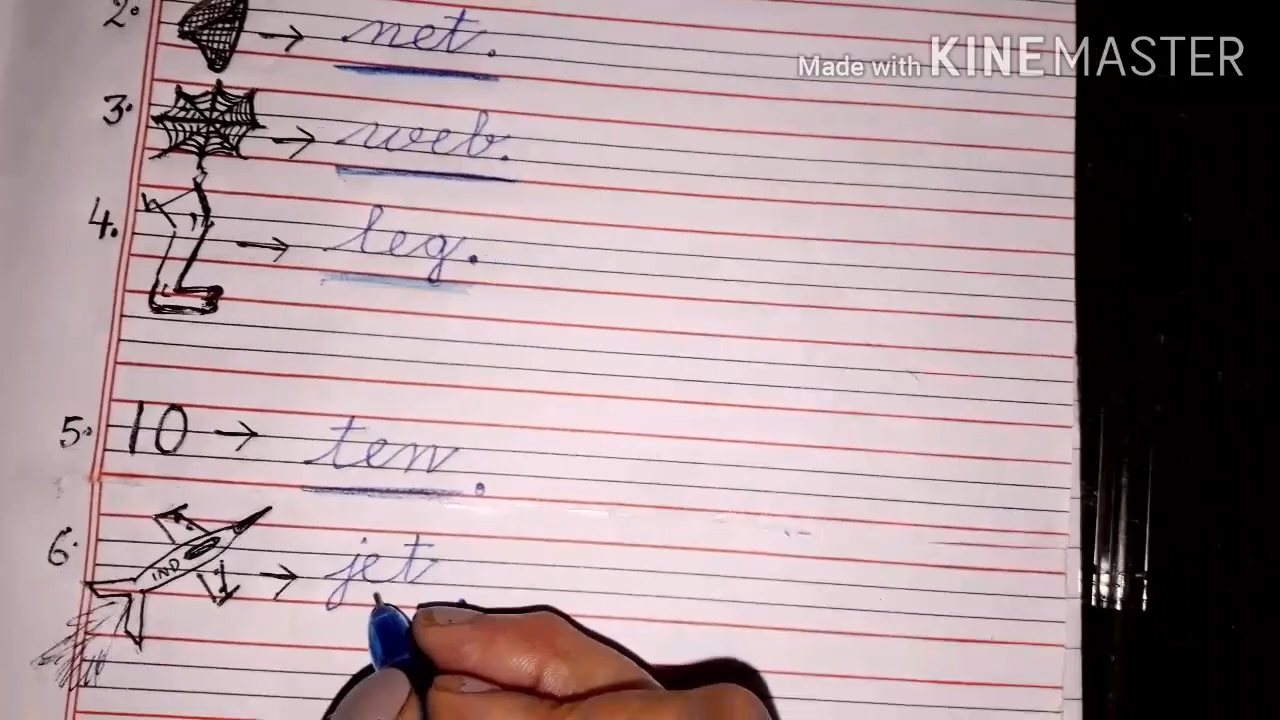 Made with KINEMASTER
2. → net.
3. → web.
4. → leg.
5. 10 → ten.
6. IND → jet